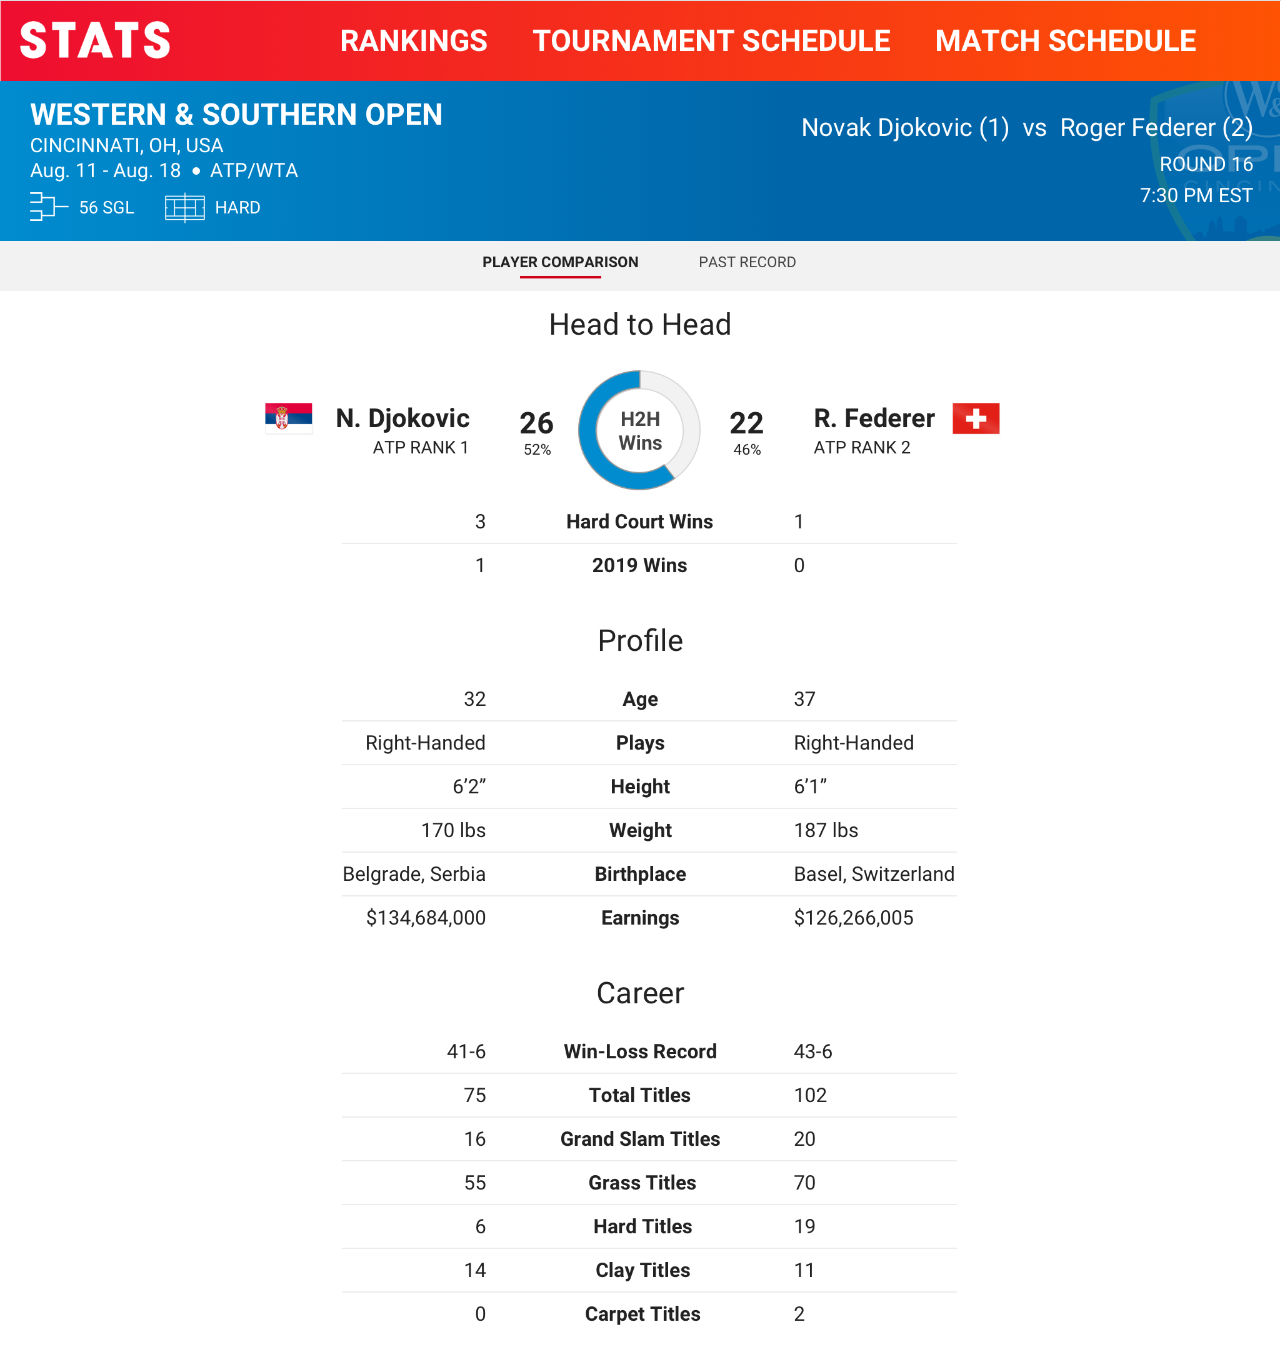 STATS RANKINGS TOURNAMENT SCHEDULE MATCH SCHEDULE
WESTERN & SOUTHERN OPEN
CINCINNATI, OH, USA
Aug. 11 - Aug. 18 • ATP/WTA
56 SGL HARD
Novak Djokovic (1) vs Roger Federer (2)
ROUND 16
7:30 PM EST
PLAYER COMPARISON PAST RECORD
Head to Head
N. Djokovic 26 H2H 22 R. Federer
ATP RANK 1 52% Wins 46% ATP RANK 2
3 Hard Court Wins 1
1 2019 Wins 0
Profile
32 Age 37
Right-Handed Plays Right-Handed
6’2” Height 6’1”
170 lbs Weight 187 lbs
Belgrade, Serbia Birthplace Basel, Switzerland
$134,684,000 Earnings $126,266,005
Career
41-6 Win-Loss Record 43-6
75 Total Titles 102
16 Grand Slam Titles 20
55 Grass Titles 70
6 Hard Titles 19
14 Clay Titles 11
0 Carpet Titles 2